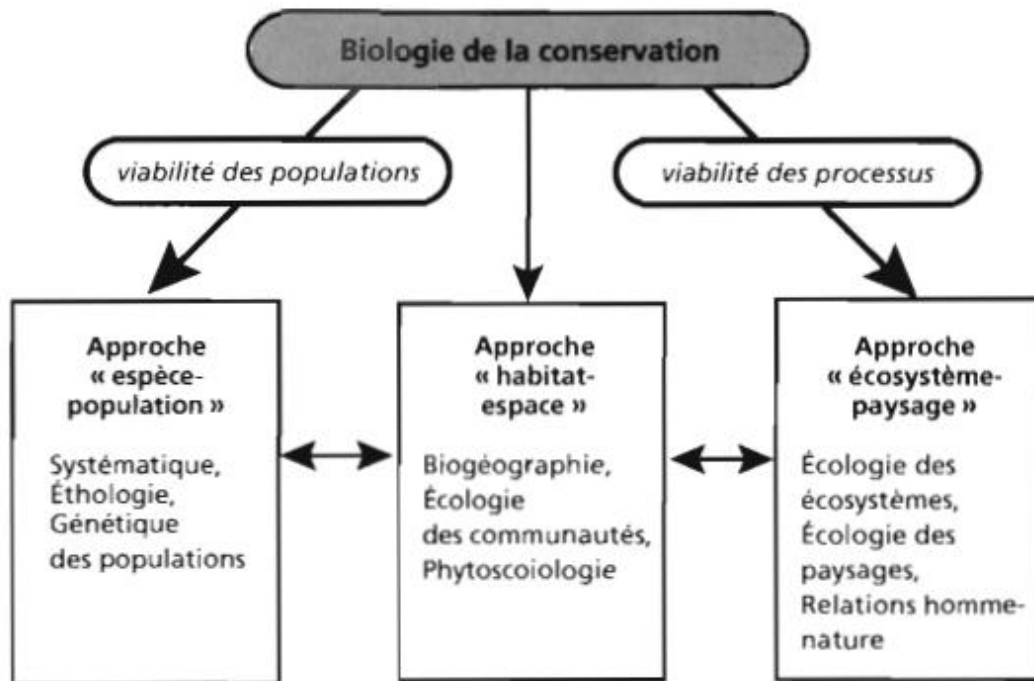 Biologie de la conservation
viabilité des populations
viabilité des processus
Approche
« espèce-
population »
Systématique,
Éthologie,
Génétique
des populations
Approche
« habitat-
espace »
Biogéographie,
Écologie
des communautés,
Phytoscoiologie
Approche
« écosystème-
paysage »
Écologie des
écosystèmes,
Écologie des
paysages,
Relations homme-
nature